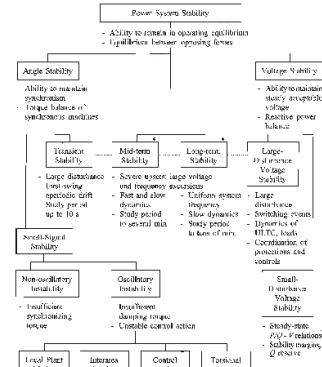 Power System Stability
- Ability to remain in operating equilibrium
- Equilibrium between opposing forces
Angle Stability
Voltage Stability
- Ability to maintain
synchronism
- Torque balance of
synchronous machines
- Ability to maintain
steady acceptable
voltage
- Reactive power
balance
Transient
Stability
Mid-term
Stability
Long-term
Stability
Large-
Disturbance
Voltage
Stability
- Large disturbance
- First-swing
aperiodic drift
- Study period
up to 10 s
- Severe upsets; large voltage
and frequency excursions
- Fast and slow
dynamics
- Study period
to several min
- Uniform system
frequency
- Slow dynamics
- Study period
to tens of min.
- Large
disturbance
- Switching events
- Dynamics of
ULTC, loads
- Coordination of
protections and
controls
Small-Signal
Stability
Non-oscillatory
Instability
Oscillatory
Instability
Small-
Disturbance
Voltage
Stability
- Insufficient
synchronizing
torque
- Insufficient
damping torque
- Unstable control action
- Steady-state
P/Q - V relations
- Stability margins,
Q reserve
Local Plant
Interarea
Control
Torsional